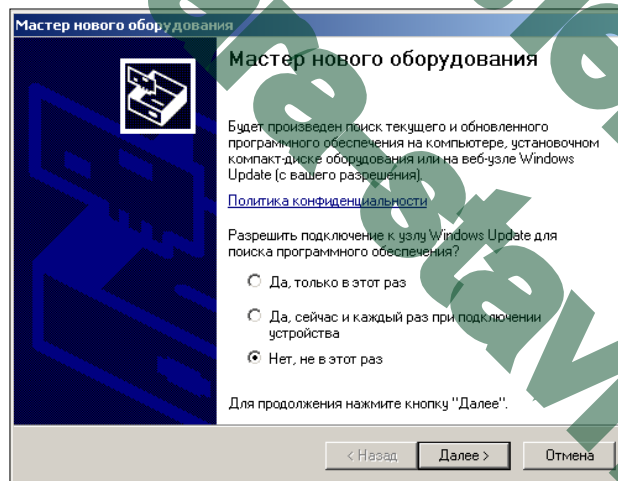 Мастер нового оборудования
Мастер нового оборудования
Будет произведен поиск текущего и обновленного
программного обеспечения на компьютере, установочном
компакт-диске оборудования или на веб-узле Windows
Update (с вашего разрешения).
Политика конфиденциальности
Разрешить подключение к узлу Windows Update для
поиска программного обеспечения?
Да, только в этот раз
Да, сейчас и каждый раз при подключении
устройства
Нет, не в этот раз
Для продолжения нажмите кнопку "Далее".
< Назад Далее > Отмена